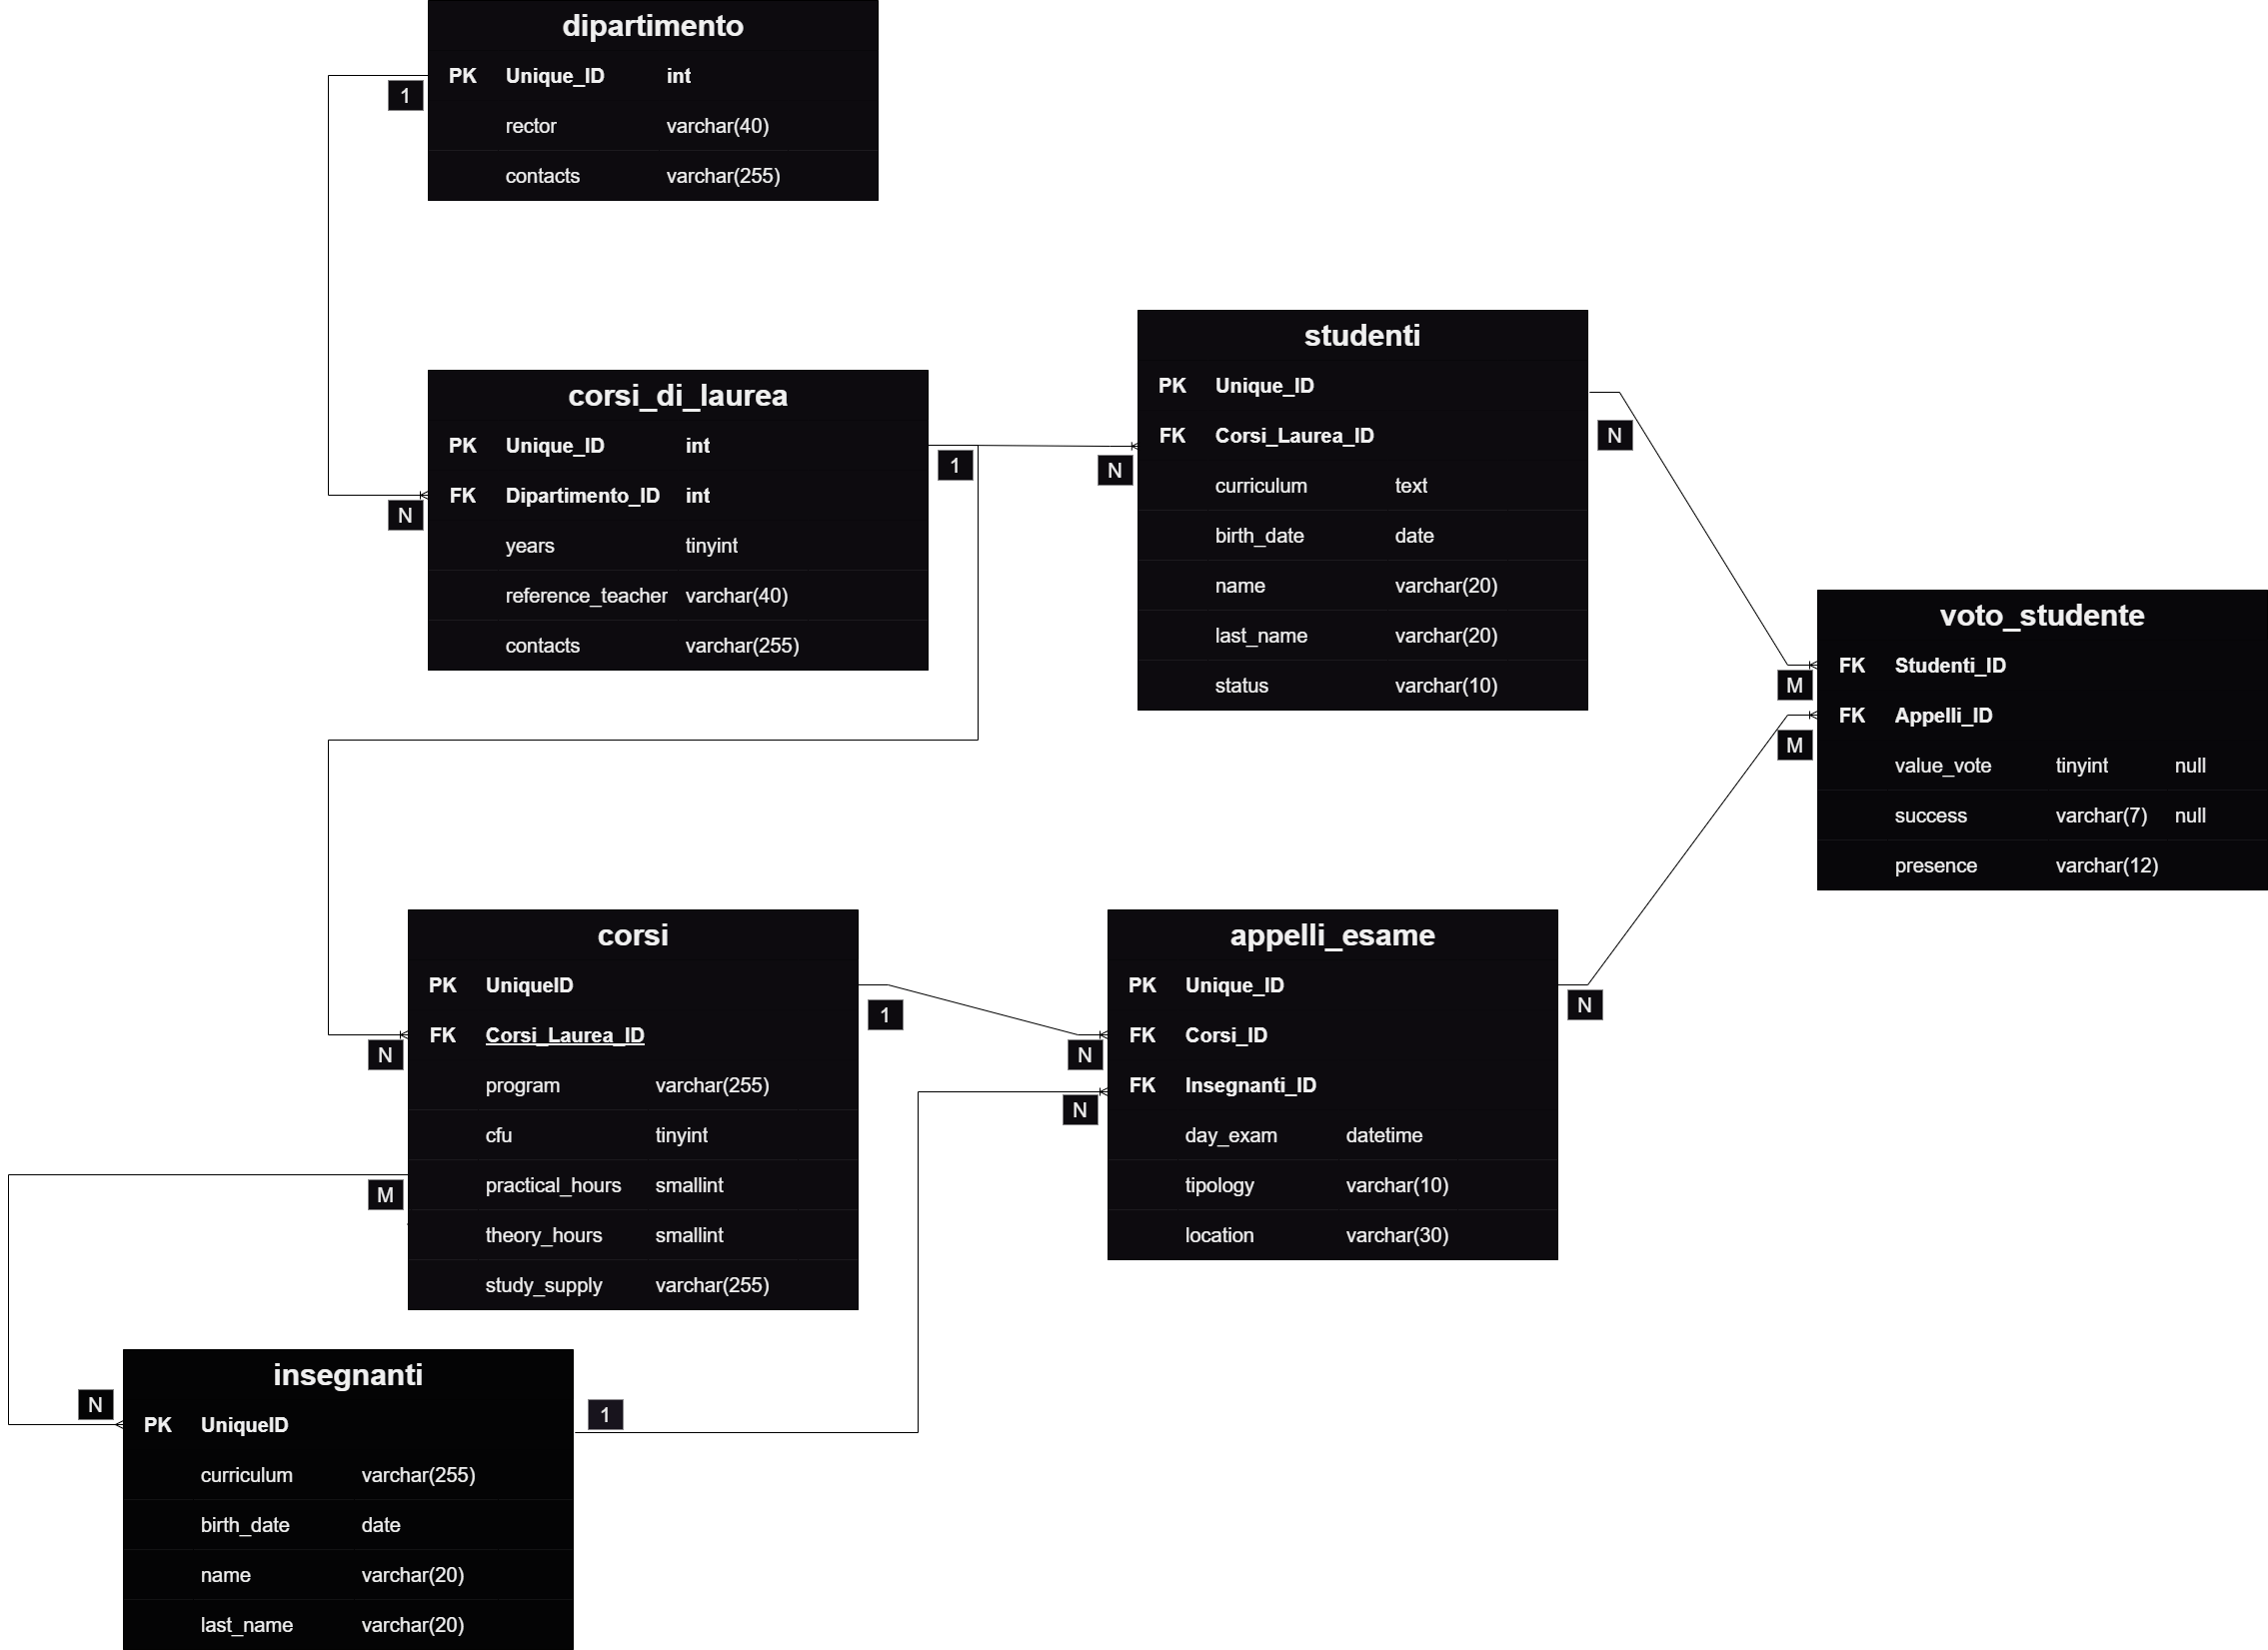 dipartimento
PK Unique_ID int
1
rector varchar(40)
contacts varchar(255)
corsi_di_laurea
PK Unique_ID int
1
FK Dipartimento_ID int
N
years tinyint
reference_teacher varchar(40)
contacts varchar(255)
studenti
PK Unique_ID
N
FK Corsi_Laurea_ID
N
curriculum text
birth_date date
name varchar(20)
last_name varchar(20)
status varchar(10)
voto_studente
FK Studenti_ID
M
FK Appelli_ID
M
value_vote tinyint null
success varchar(7) null
presence varchar(12)
corsi
PK UniqueID
1
FK Corsi_Laurea_ID
N
program varchar(255)
cfu tinyint
practical_hours smallint
M
theory_hours smallint
study_supply varchar(255)
appelli_esame
PK Unique_ID
N
FK Corsi_ID
N
FK Insegnanti_ID
N
day_exam datetime
tipology varchar(10)
location varchar(30)
insegnanti
N
1
PK UniqueID
curriculum varchar(255)
birth_date date
name varchar(20)
last_name varchar(20)